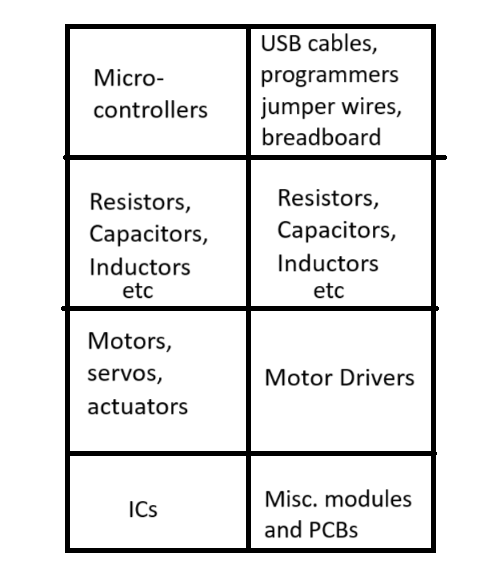 Micro-
controllers
USB cables,
programmers
jumper wires,
breadboard
Resistors,
Capacitors,
Inductors
etc
Resistors,
Capacitors,
Inductors
etc
Motors,
servos,
actuators
Motor Drivers
ICs
Misc. modules
and PCBs